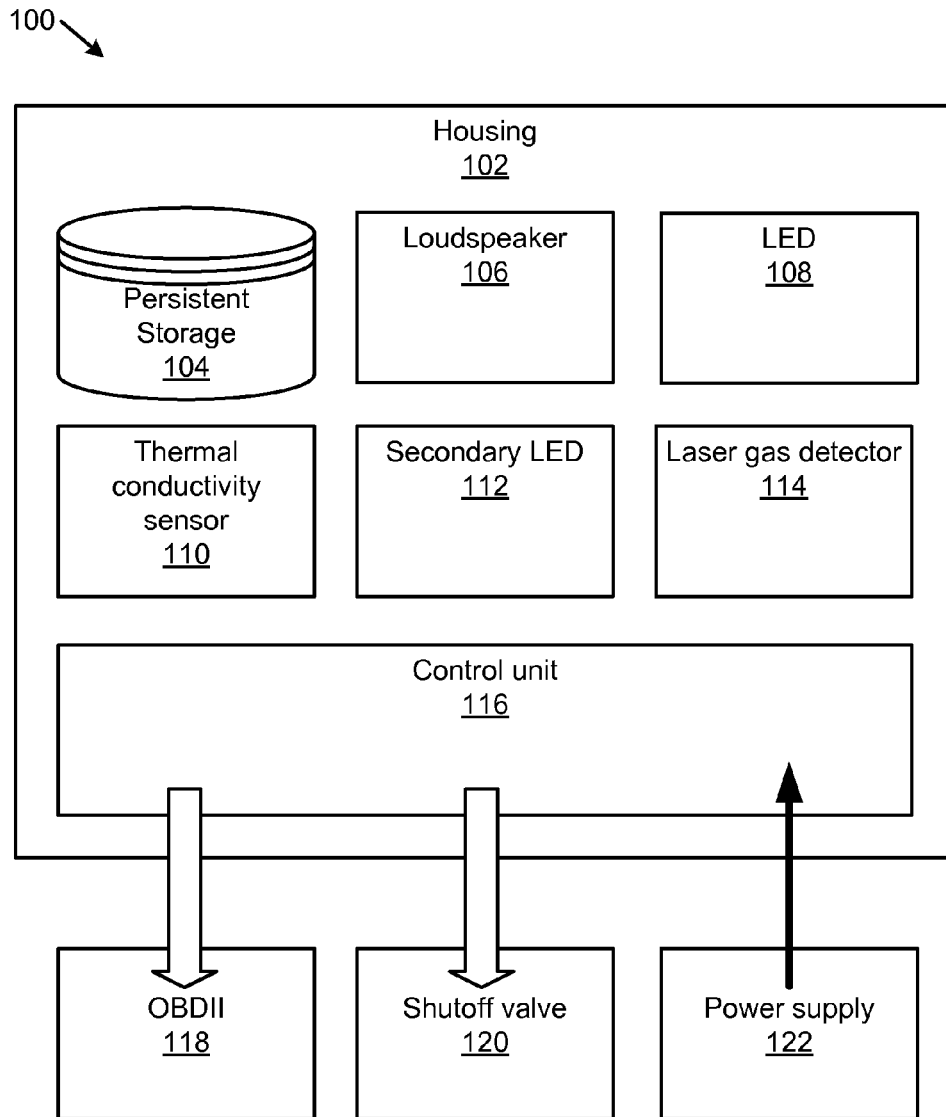 100
Housing
102
Persistent
Storage
104
Loudspeaker
106
LED
108
Thermal
conductivity
sensor
110
Secondary LED
112
Laser gas detector
114
Control unit
116
OBDII
118
Shutoff valve
120
Power supply
122